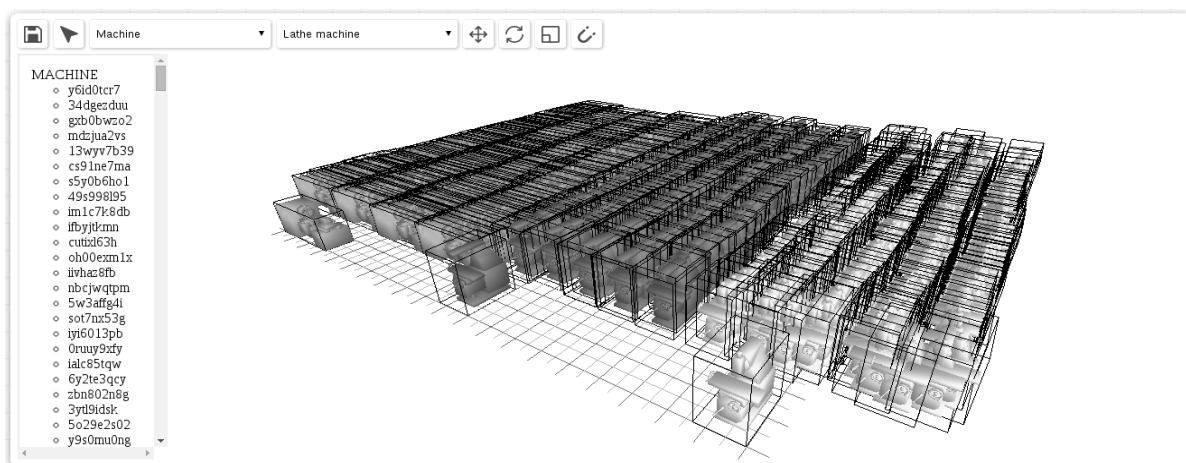 Machine
Lathe machine
MACHINE
y6id0tcr7
34dgezduu
gxb0bwzo2
mdzjua2vs
13wyv7b39
cs91ne7ma
s5y0b6ho1
49s998l95
im1c7k8db
ifbyjtkmn
cutixl63h
oh00exm1x
iivhaz8fb
nbcjwqtpm
5w3affg4i
sot7nx53g
iyi6013pb
0ruuy9xfy
ialc85tqw
6y2te3qcy
zbn802n8g
3ytl9idsk
5o29e2s02
y9s0mu0ng